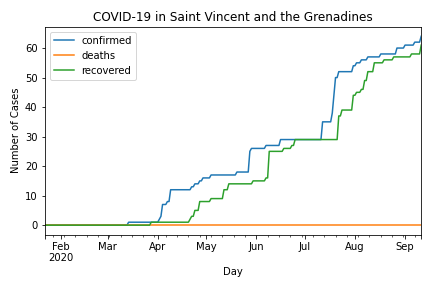 COVID-19 in Saint Vincent and the Grenadines
confirmed
deaths
recovered
Number of Cases
60
50
40
30
20
10
0
Feb Mar Apr May Jun Jul Aug Sep
2020
Day